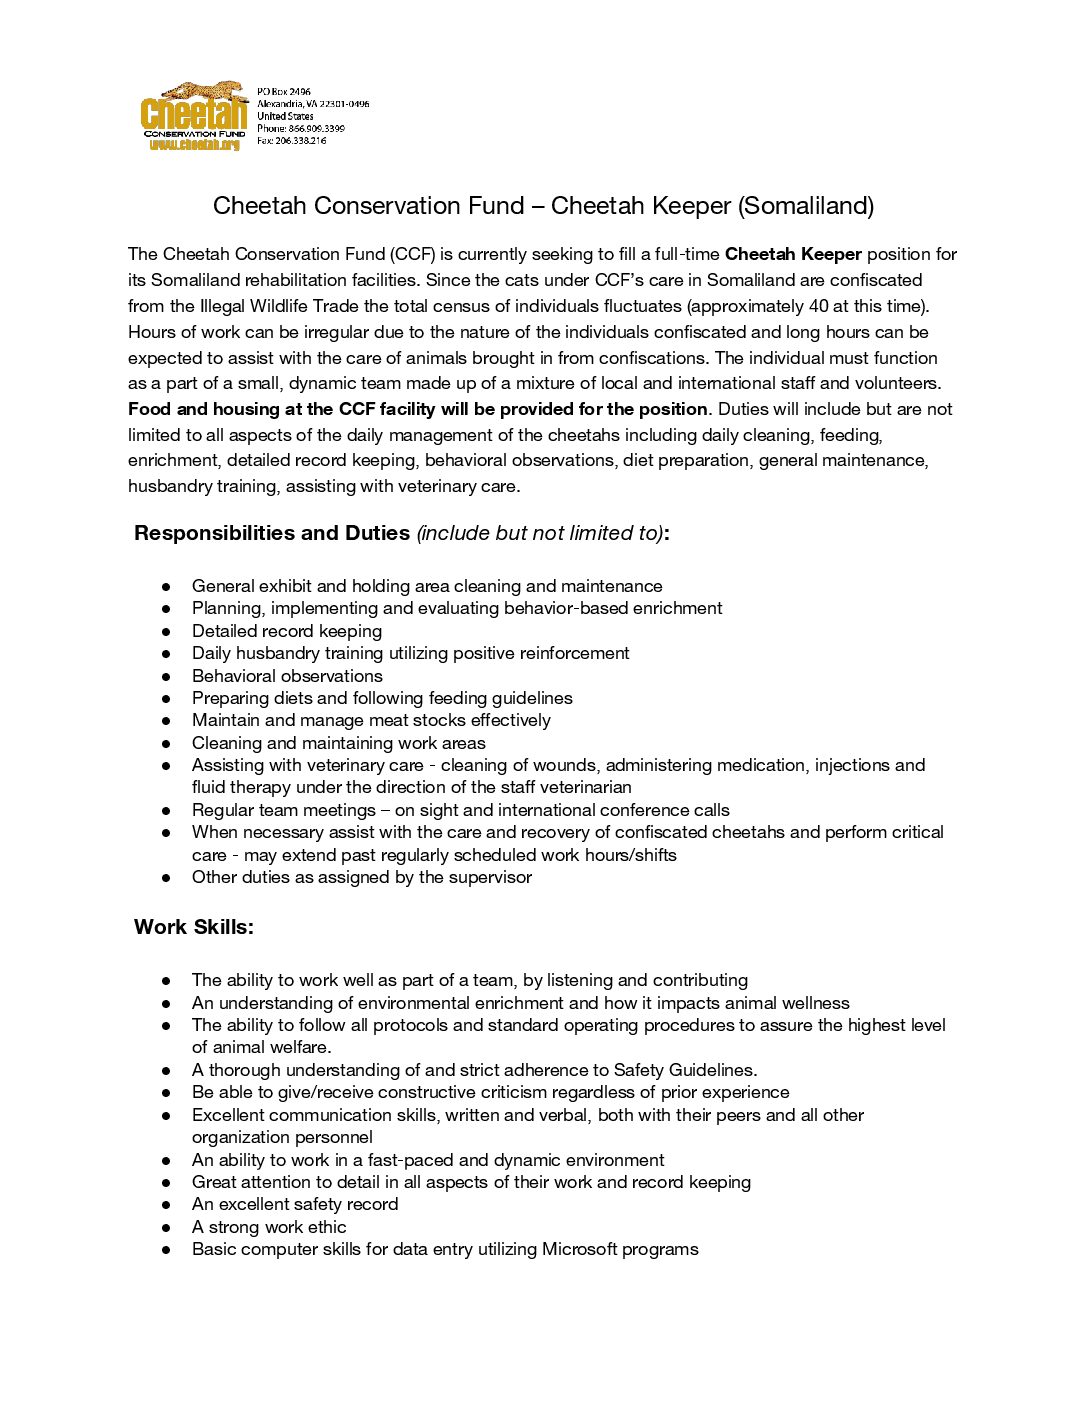 Cheetah
CONSERVATION FUND
www.cheetah.org
PO Box 2496
Alexandria, VA 22301-0496
United States
Phone: 866.909.3399
Fax: 206.338.216
Cheetah Conservation Fund – Cheetah Keeper (Somaliland)
The Cheetah Conservation Fund (CCF) is currently seeking to fill a full-time Cheetah Keeper position for
its Somaliland rehabilitation facilities. Since the cats under CCF's care in Somaliland are confiscated
from the Illegal Wildlife Trade the total census of individuals fluctuates (approximately 40 at this time).
Hours of work can be irregular due to the nature of the individuals confiscated and long hours can be
expected to assist with the care of animals brought in from confiscations. The individual must function
as a part of a small, dynamic team made up of a mixture of local and international staff and volunteers.
Food and housing at the CCF facility will be provided for the position. Duties will include but are not
limited to all aspects of the daily management of the cheetahs including daily cleaning, feeding,
enrichment, detailed record keeping, behavioral observations, diet preparation, general maintenance,
husbandry training, assisting with veterinary care.
Responsibilities and Duties (include but not limited to):
● General exhibit and holding area cleaning and maintenance
● Planning, implementing and evaluating behavior-based enrichment
● Detailed record keeping
● Daily husbandry training utilizing positive reinforcement
● Behavioral observations
● Preparing diets and following feeding guidelines
● Maintain and manage meat stocks effectively
● Cleaning and maintaining work areas
● Assisting with veterinary care - cleaning of wounds, administering medication, injections and
fluid therapy under the direction of the staff veterinarian
● Regular team meetings – on sight and international conference calls
● When necessary assist with the care and recovery of confiscated cheetahs and perform critical
care - may extend past regularly scheduled work hours/shifts
● Other duties as assigned by the supervisor
Work Skills:
● The ability to work well as part of a team, by listening and contributing
● An understanding of environmental enrichment and how it impacts animal wellness
● The ability to follow all protocols and standard operating procedures to assure the highest level
of animal welfare.
● A thorough understanding of and strict adherence to Safety Guidelines.
● Be able to give/receive constructive criticism regardless of prior experience
● Excellent communication skills, written and verbal, both with their peers and all other
organization personnel
● An ability to work in a fast-paced and dynamic environment
● Great attention to detail in all aspects of their work and record keeping
● An excellent safety record
● A strong work ethic
● Basic computer skills for data entry utilizing Microsoft programs